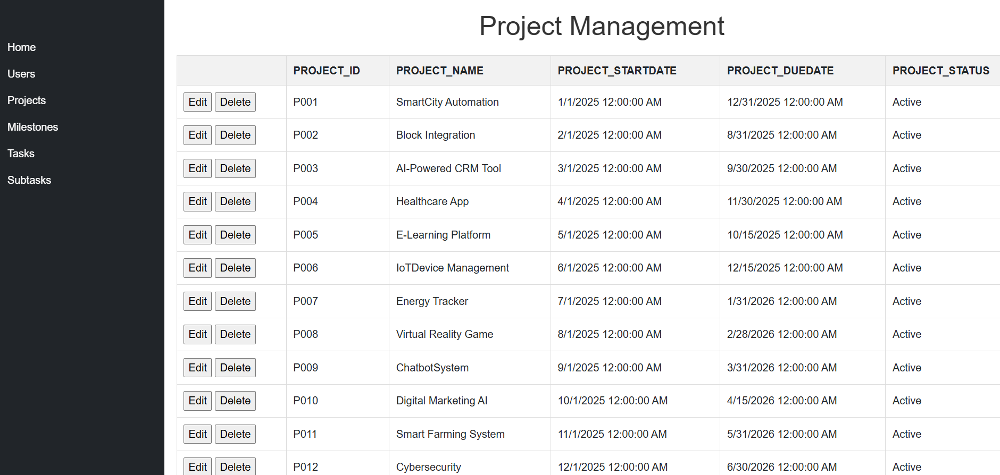 Project Management
Home
Users
Projects
Milestones
Tasks
Subtasks
PROJECT_ID PROJECT_NAME PROJECT_STARTDATE PROJECT_DUEDATE PROJECT_STATUS
Edit Delete P001 SmartCity Automation 1/1/2025 12:00:00 AM 12/31/2025 12:00:00 AM Active
Edit Delete P002 Block Integration 2/1/2025 12:00:00 AM 8/31/2025 12:00:00 AM Active
Edit Delete P003 AI-Powered CRM Tool 3/1/2025 12:00:00 AM 9/30/2025 12:00:00 AM Active
Edit Delete P004 Healthcare App 4/1/2025 12:00:00 AM 11/30/2025 12:00:00 AM Active
Edit Delete P005 E-Learning Platform 5/1/2025 12:00:00 AM 10/15/2025 12:00:00 AM Active
Edit Delete P006 IoTDevice Management 6/1/2025 12:00:00 AM 12/15/2025 12:00:00 AM Active
Edit Delete P007 Energy Tracker 7/1/2025 12:00:00 AM 1/31/2026 12:00:00 AM Active
Edit Delete P008 Virtual Reality Game 8/1/2025 12:00:00 AM 2/28/2026 12:00:00 AM Active
Edit Delete P009 ChatbotSystem 9/1/2025 12:00:00 AM 3/31/2026 12:00:00 AM Active
Edit Delete P010 Digital Marketing AI 10/1/2025 12:00:00 AM 4/15/2026 12:00:00 AM Active
Edit Delete P011 Smart Farming System 11/1/2025 12:00:00 AM 5/31/2026 12:00:00 AM Active
Edit Delete P012 Cybersecurity 12/1/2025 12:00:00 AM 6/30/2026 12:00:00 AM Active